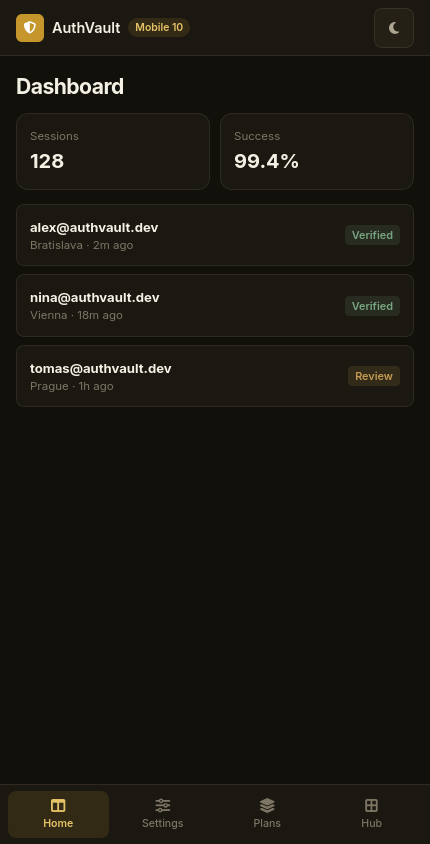 AuthVault Mobile 10
Dashboard
Sessions
128
Success
99.4%
alex@authvault.dev
Bratislava · 2m ago
Verified
nina@authvault.dev
Vienna · 18m ago
Verified
tomas@authvault.dev
Prague · 1h ago
Review
Home
Settings
Plans
Hub